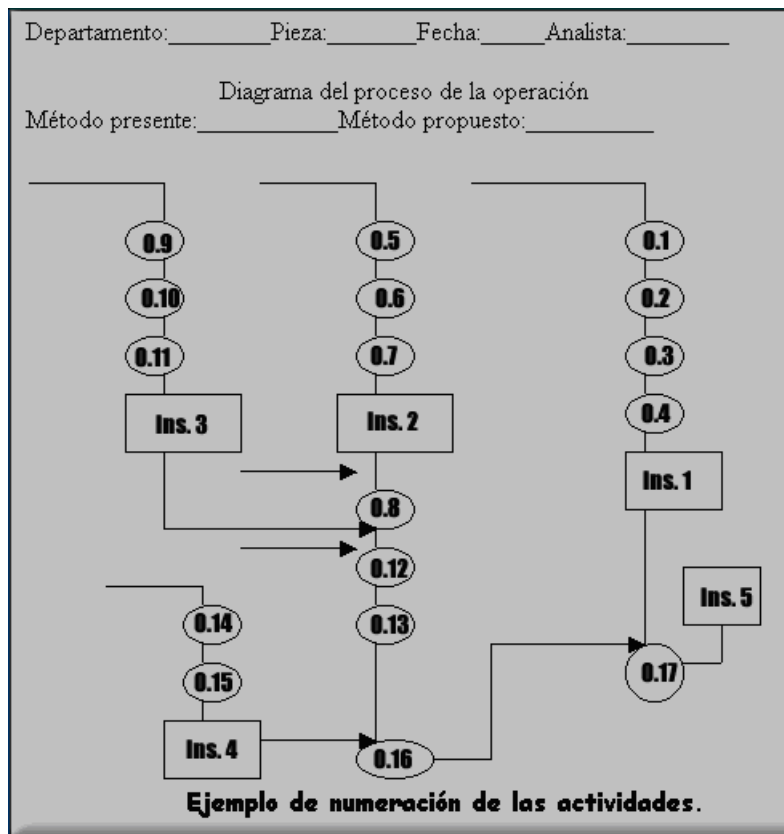 Departamento:_________Pieza:________Fecha:_____Analista:_________
Diagrama del proceso de la operación
Método presente:____________Método propuesto:___________
0.9 0.5 0.1
0.10 0.6 0.2
0.11 0.7 0.3
Ins. 3 Ins. 2 0.4
Ins. 1
0.8
0.12
Ins. 5
0.14 0.13
0.15 0.17
Ins. 4 0.16
Ejemplo de numeración de las actividades.